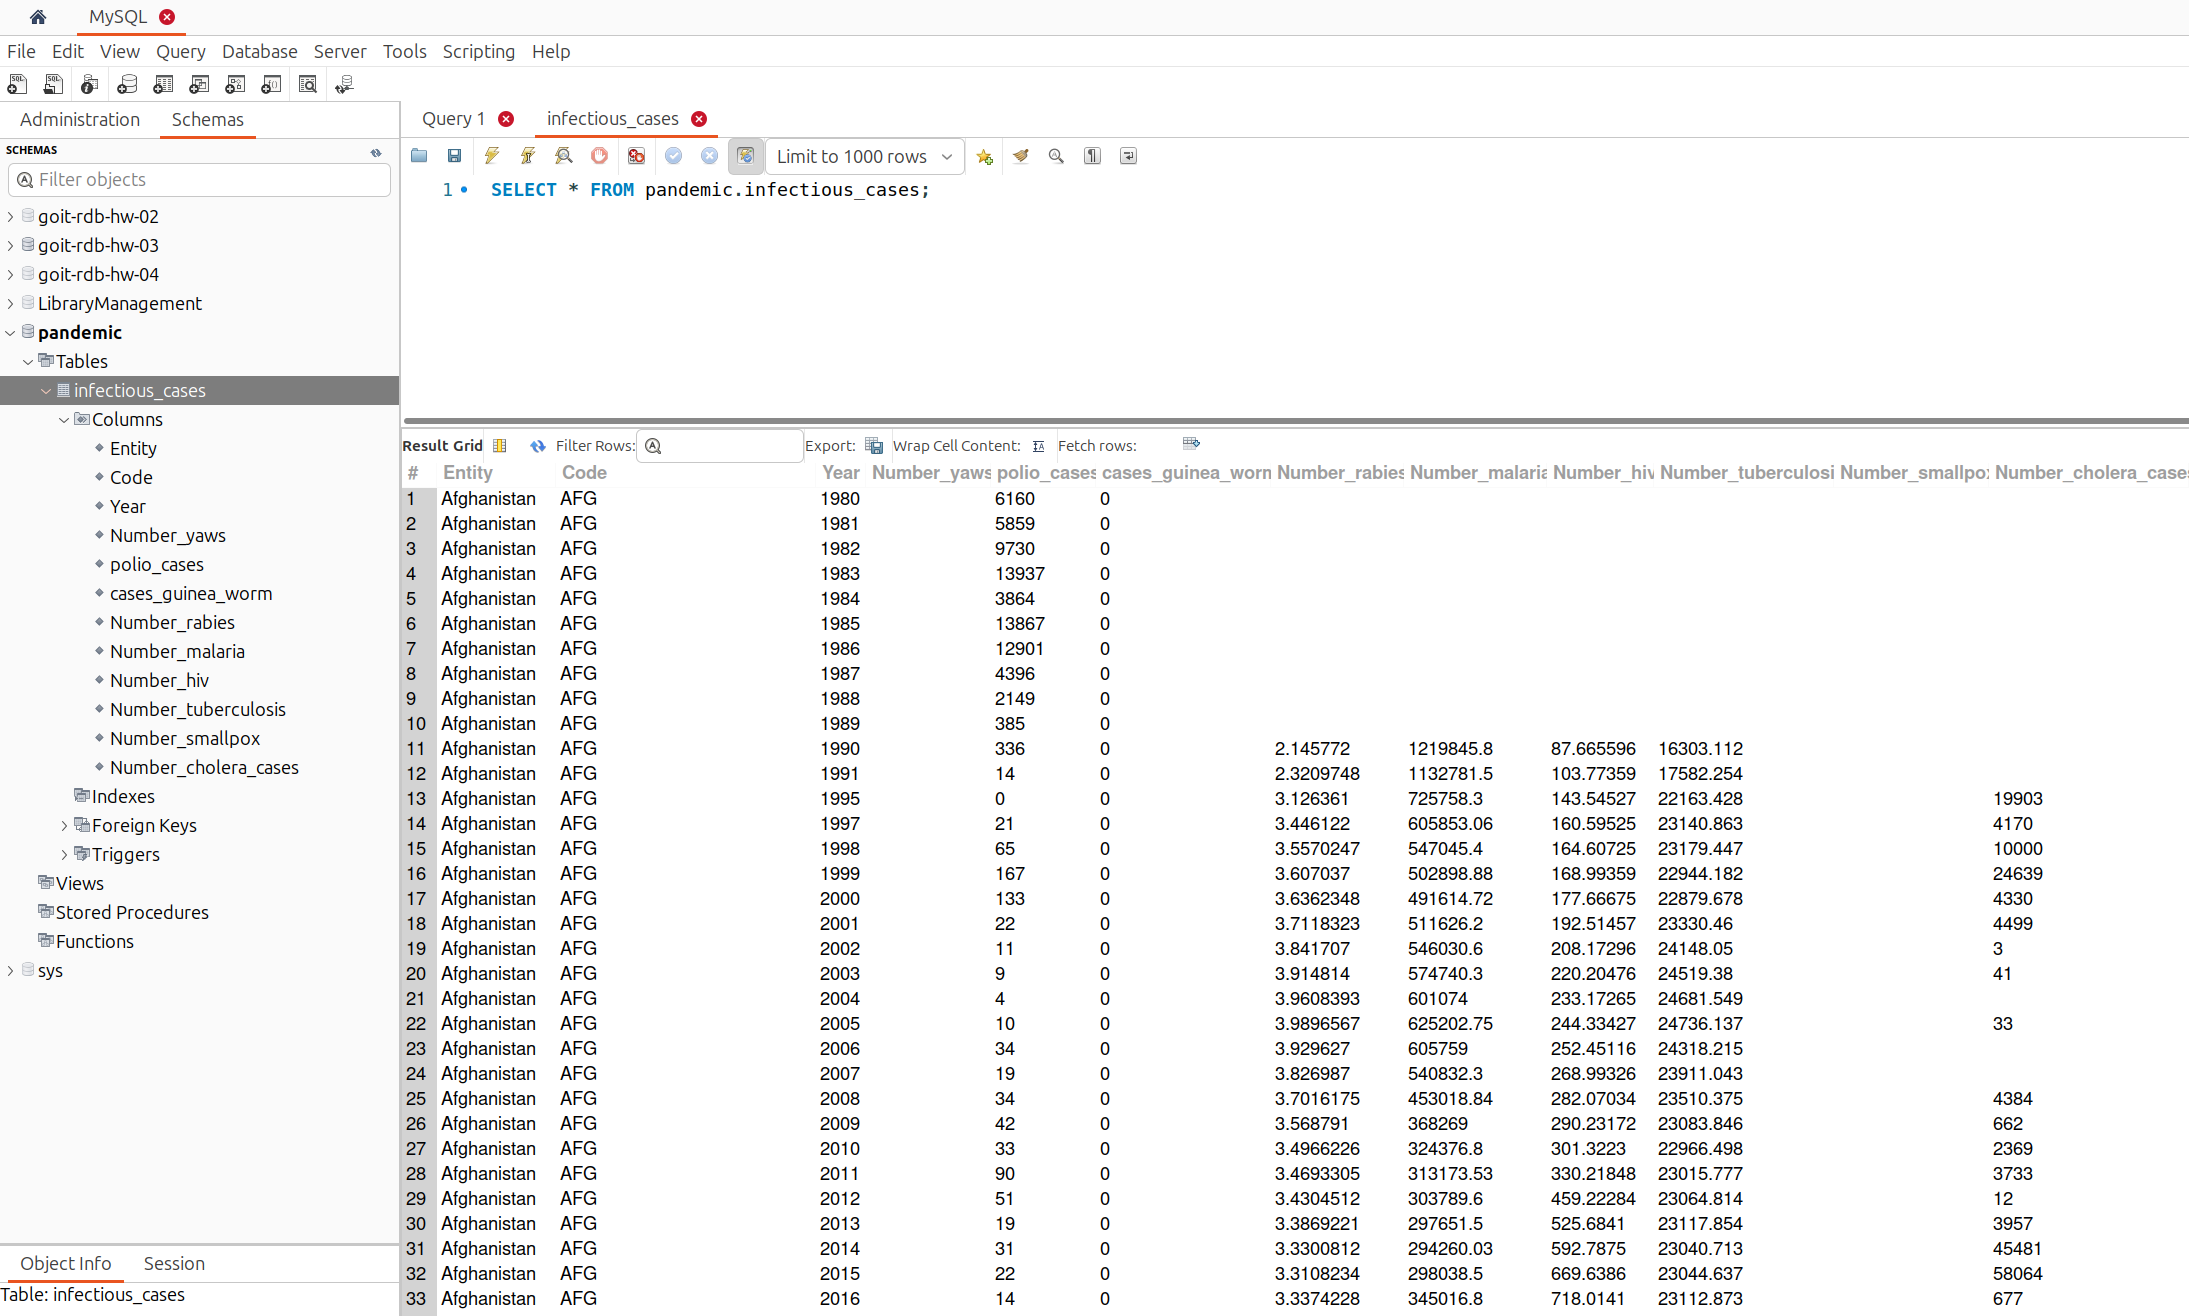 MySQL
File Edit View Query Database Server Tools Scripting Help
Administration Schemas
SCHEMAS
Filter objects
goit-rdb-hw-02
goit-rdb-hw-03
goit-rdb-hw-04
LibraryManagement
pandemic
Tables
infectious_cases
Columns
Entity
Code
Year
Number_yaws
polio_cases
cases_guinea_worm
Number_rabies
Number_malaria
Number_hiv
Number_tuberculosis
Number_smallpox
Number_cholera_cases
Indexes
Foreign Keys
Triggers
Views
Stored Procedures
Functions
sys
Object Info Session
Table: infectious_cases
Query 1 infectious_cases
Limit to 1000 rows
1 SELECT * FROM pandemic.infectious_cases;
Result Grid Filter Rows: Export: Wrap Cell Content: Fetch rows:
# Entity Code Year Number_yaws polio_cases cases_guinea_worm Number_rabies Number_malaria Number_hiv Number_tuberculosi Number_smallpox Number_cholera_cases
1 Afghanistan AFG 1980 6160 0
2 Afghanistan AFG 1981 5859 0
3 Afghanistan AFG 1982 9730 0
4 Afghanistan AFG 1983 13937 0
5 Afghanistan AFG 1984 3864 0
6 Afghanistan AFG 1985 13867 0
7 Afghanistan AFG 1986 12901 0
8 Afghanistan AFG 1987 4396 0
9 Afghanistan AFG 1988 2149 0
10 Afghanistan AFG 1989 385 0
11 Afghanistan AFG 1990 336 0 2.145772 1219845.8 87.665596 16303.112
12 Afghanistan AFG 1991 14 0 2.3209748 1132781.5 103.77359 17582.254
13 Afghanistan AFG 1995 0 0 3.126361 725758.3 143.54527 22163.428 19903
14 Afghanistan AFG 1997 21 0 3.446122 605853.06 160.59525 23140.863 4170
15 Afghanistan AFG 1998 65 0 3.5570247 547045.4 164.60725 23179.447 10000
16 Afghanistan AFG 1999 167 0 3.607037 502898.88 168.99359 22944.182 24639
17 Afghanistan AFG 2000 133 0 3.6362348 491614.72 177.66675 22879.678 4330
18 Afghanistan AFG 2001 22 0 3.7118323 511626.2 192.51457 23330.46 4499
19 Afghanistan AFG 2002 11 0 3.841707 546030.6 208.17296 24148.05 3
20 Afghanistan AFG 2003 9 0 3.914814 574740.3 220.20476 24519.38 41
21 Afghanistan AFG 2004 4 0 3.9608393 601074 233.17265 24681.549
22 Afghanistan AFG 2005 10 0 3.9896567 625202.75 244.33427 24736.137 33
23 Afghanistan AFG 2006 34 0 3.929627 605759 252.45116 24318.215
24 Afghanistan AFG 2007 19 0 3.826987 540832.3 268.99326 23911.043
25 Afghanistan AFG 2008 34 0 3.7016175 453018.84 282.07034 23510.375 4384
26 Afghanistan AFG 2009 42 0 3.568791 368269 290.23172 23083.846 662
27 Afghanistan AFG 2010 33 0 3.4966226 324376.8 301.3223 22966.498 2369
28 Afghanistan AFG 2011 90 0 3.4693305 313173.53 330.21848 23015.777 3733
29 Afghanistan AFG 2012 51 0 3.4304512 303789.6 459.22284 23064.814 12
30 Afghanistan AFG 2013 19 0 3.3869221 297651.5 525.6841 23117.854 3957
31 Afghanistan AFG 2014 31 0 3.3300812 294260.03 592.7875 23040.713 45481
32 Afghanistan AFG 2015 22 0 3.3108234 298038.5 669.6386 23044.637 58064
33 Afghanistan AFG 2016 14 0 3.3374228 345016.8 718.0141 23112.873 677